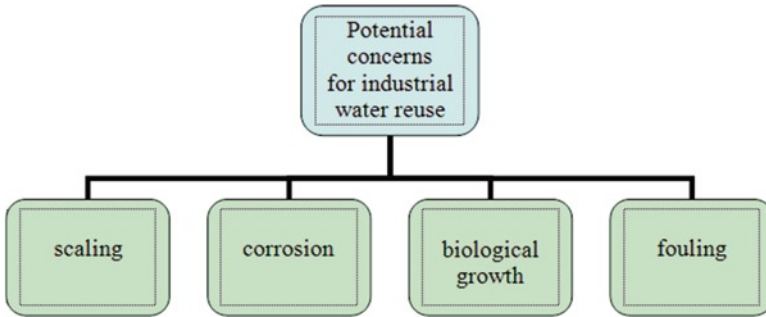 Potential
concerns
for industrial
water reuse
scaling
corrosion
biological
growth
fouling